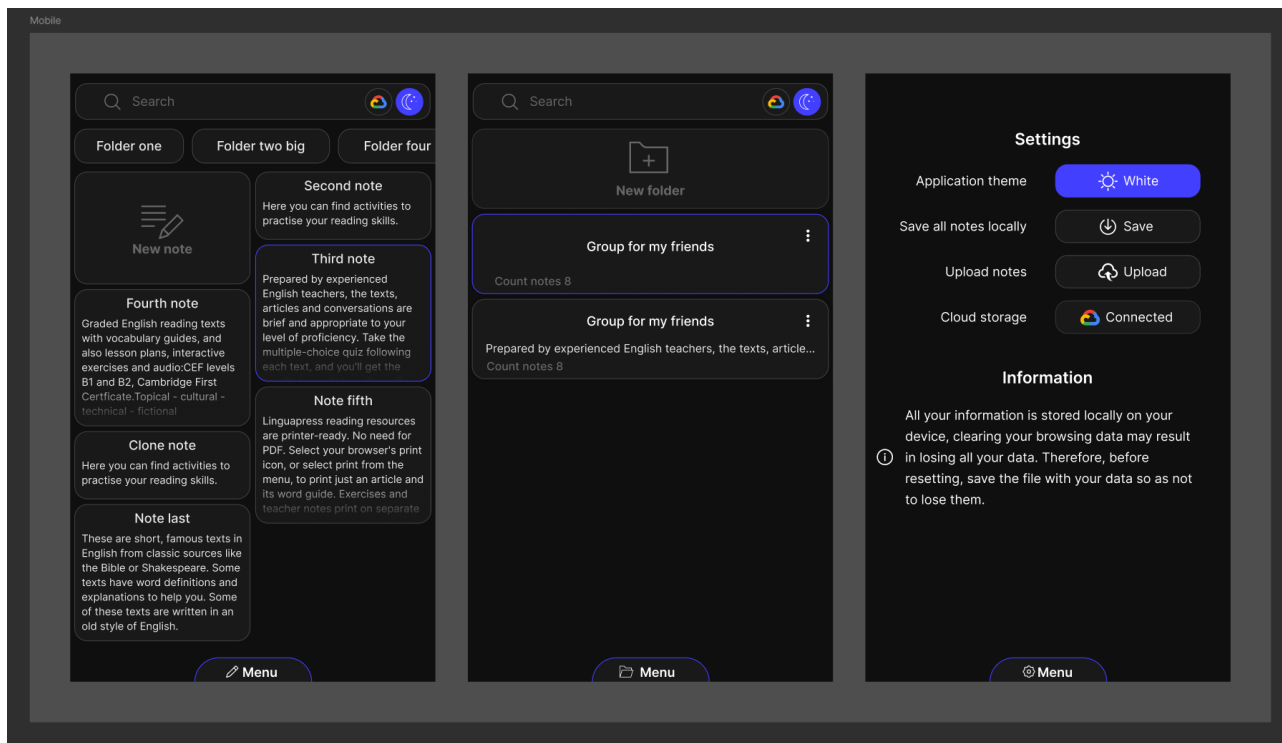 Mobile
Search
Folder one
Folder two big
Folder four
New note
Fourth note
Graded English reading texts
with vocabulary guides, and
also lesson plans, interactive
exercises and audio:CEF levels
B1 and B2, Cambridge First
Certficate.Topical - cultural -
technical - fictional
Clone note
Here you can find activities to
practise your reading skills.
Note last
These are short, famous texts in
English from classic sources like
the Bible or Shakespeare. Some
texts have word definitions and
explanations to help you. Some
of these texts are written in an
old style of English.
Second note
Here you can find activities to
practise your reading skills.
Third note
Prepared by experienced
English teachers, the texts,
articles and conversations are
brief and appropriate to your
level of proficiency. Take the
multiple-choice quiz following
each text, and you'll get the
Note fifth
Linguapress reading resources
are printer-ready. No need for
PDF. Select your browser's print
icon, or select print from the
menu, to print just an article and
its word guide. Exercises and
teacher notes print on separate
Menu
Search
New folder
Group for my friends
Count notes 8
Group for my friends
Prepared by experienced English teachers, the texts, article...
Count notes 8
Menu
Settings
Application theme
White
Save all notes locally
Save
Upload notes
Upload
Cloud storage
Connected
Information
All your information is stored locally on your
device, clearing your browsing data may result
in losing all your data. Therefore, before
resetting, save the file with your data so as not
to lose them.
Menu